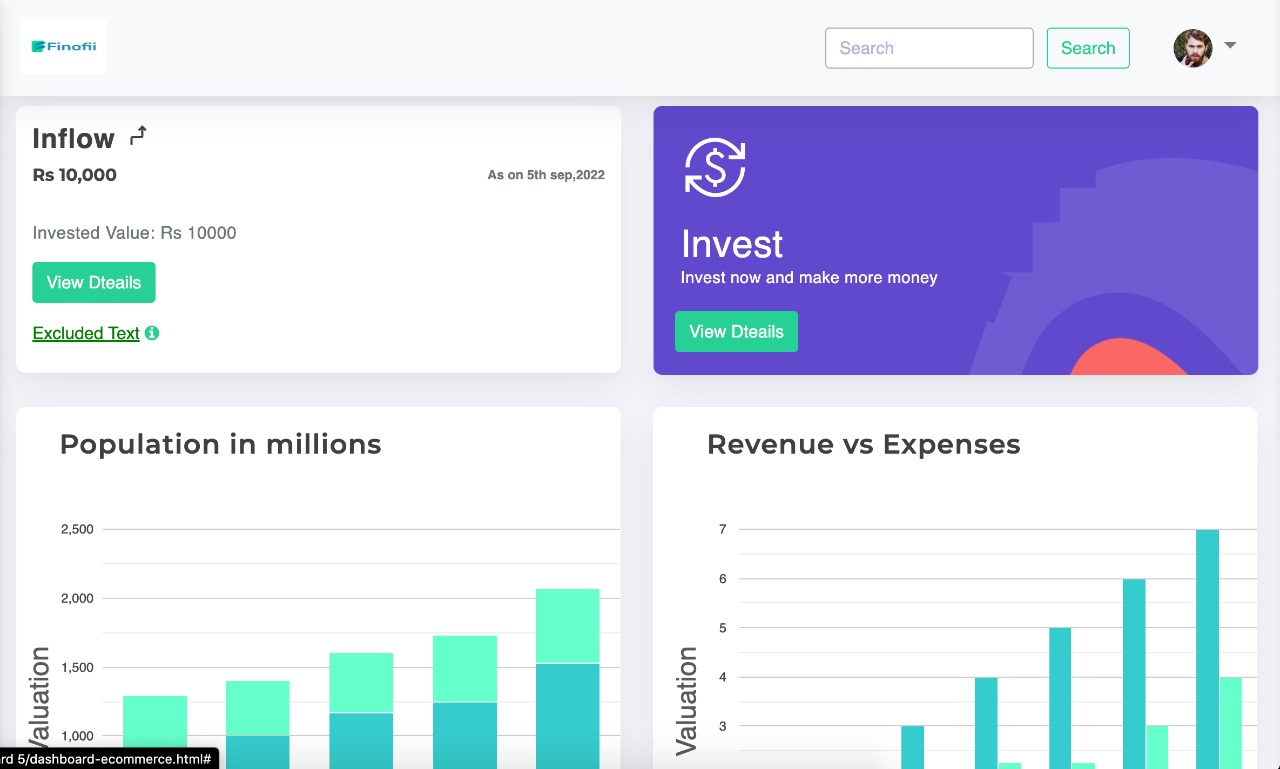 Finofii
Search
Search
Inflow
Rs 10,000
As on 5th sep,2022
Invested Value: Rs 10000
View Dteails
Excluded Text
Invest
Invest now and make more money
View Dteails
Population in millions
2,500
2,000
1,500
1,000
Valuation
Revenue vs Expenses
7
6
5
4
3
Valuation
rd 5/dashboard-ecommerce.html#